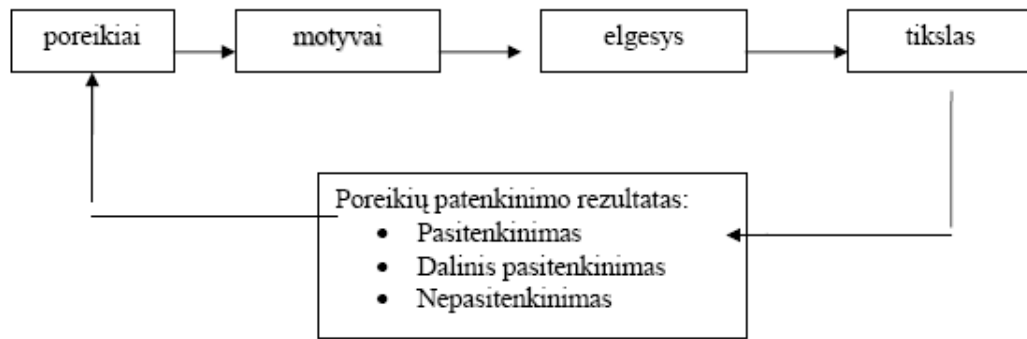 poreikiai
motyvai
elgesys
tikslas
Poreikių patenkinimo rezultatas:
• Pasitenkinimas
• Dalinis pasitenkinimas
• Nepasitenkinimas